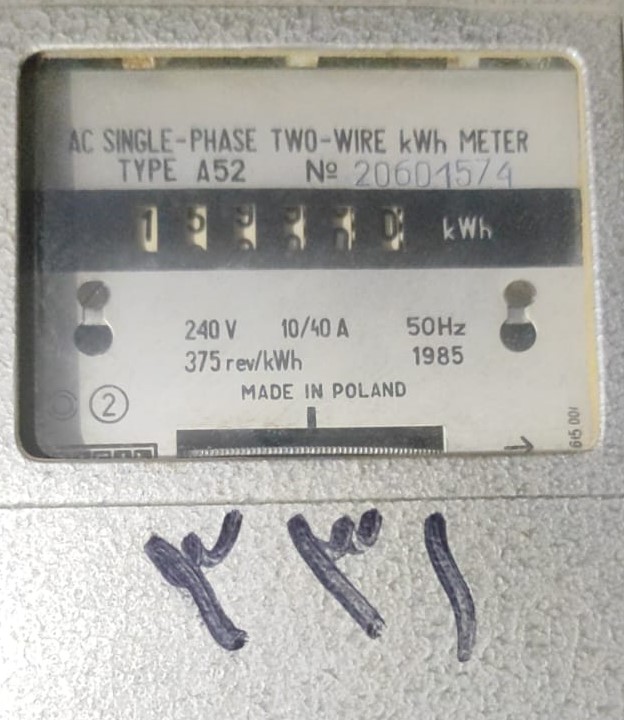 AC SINGLE-PHASE TWO-WIRE kWh METER
TYPE A52 Nº 20601574
kWh
240 V 10/40 A 50Hz
375 rev/kWh 1985
MADE IN POLAND
2
٣٣١